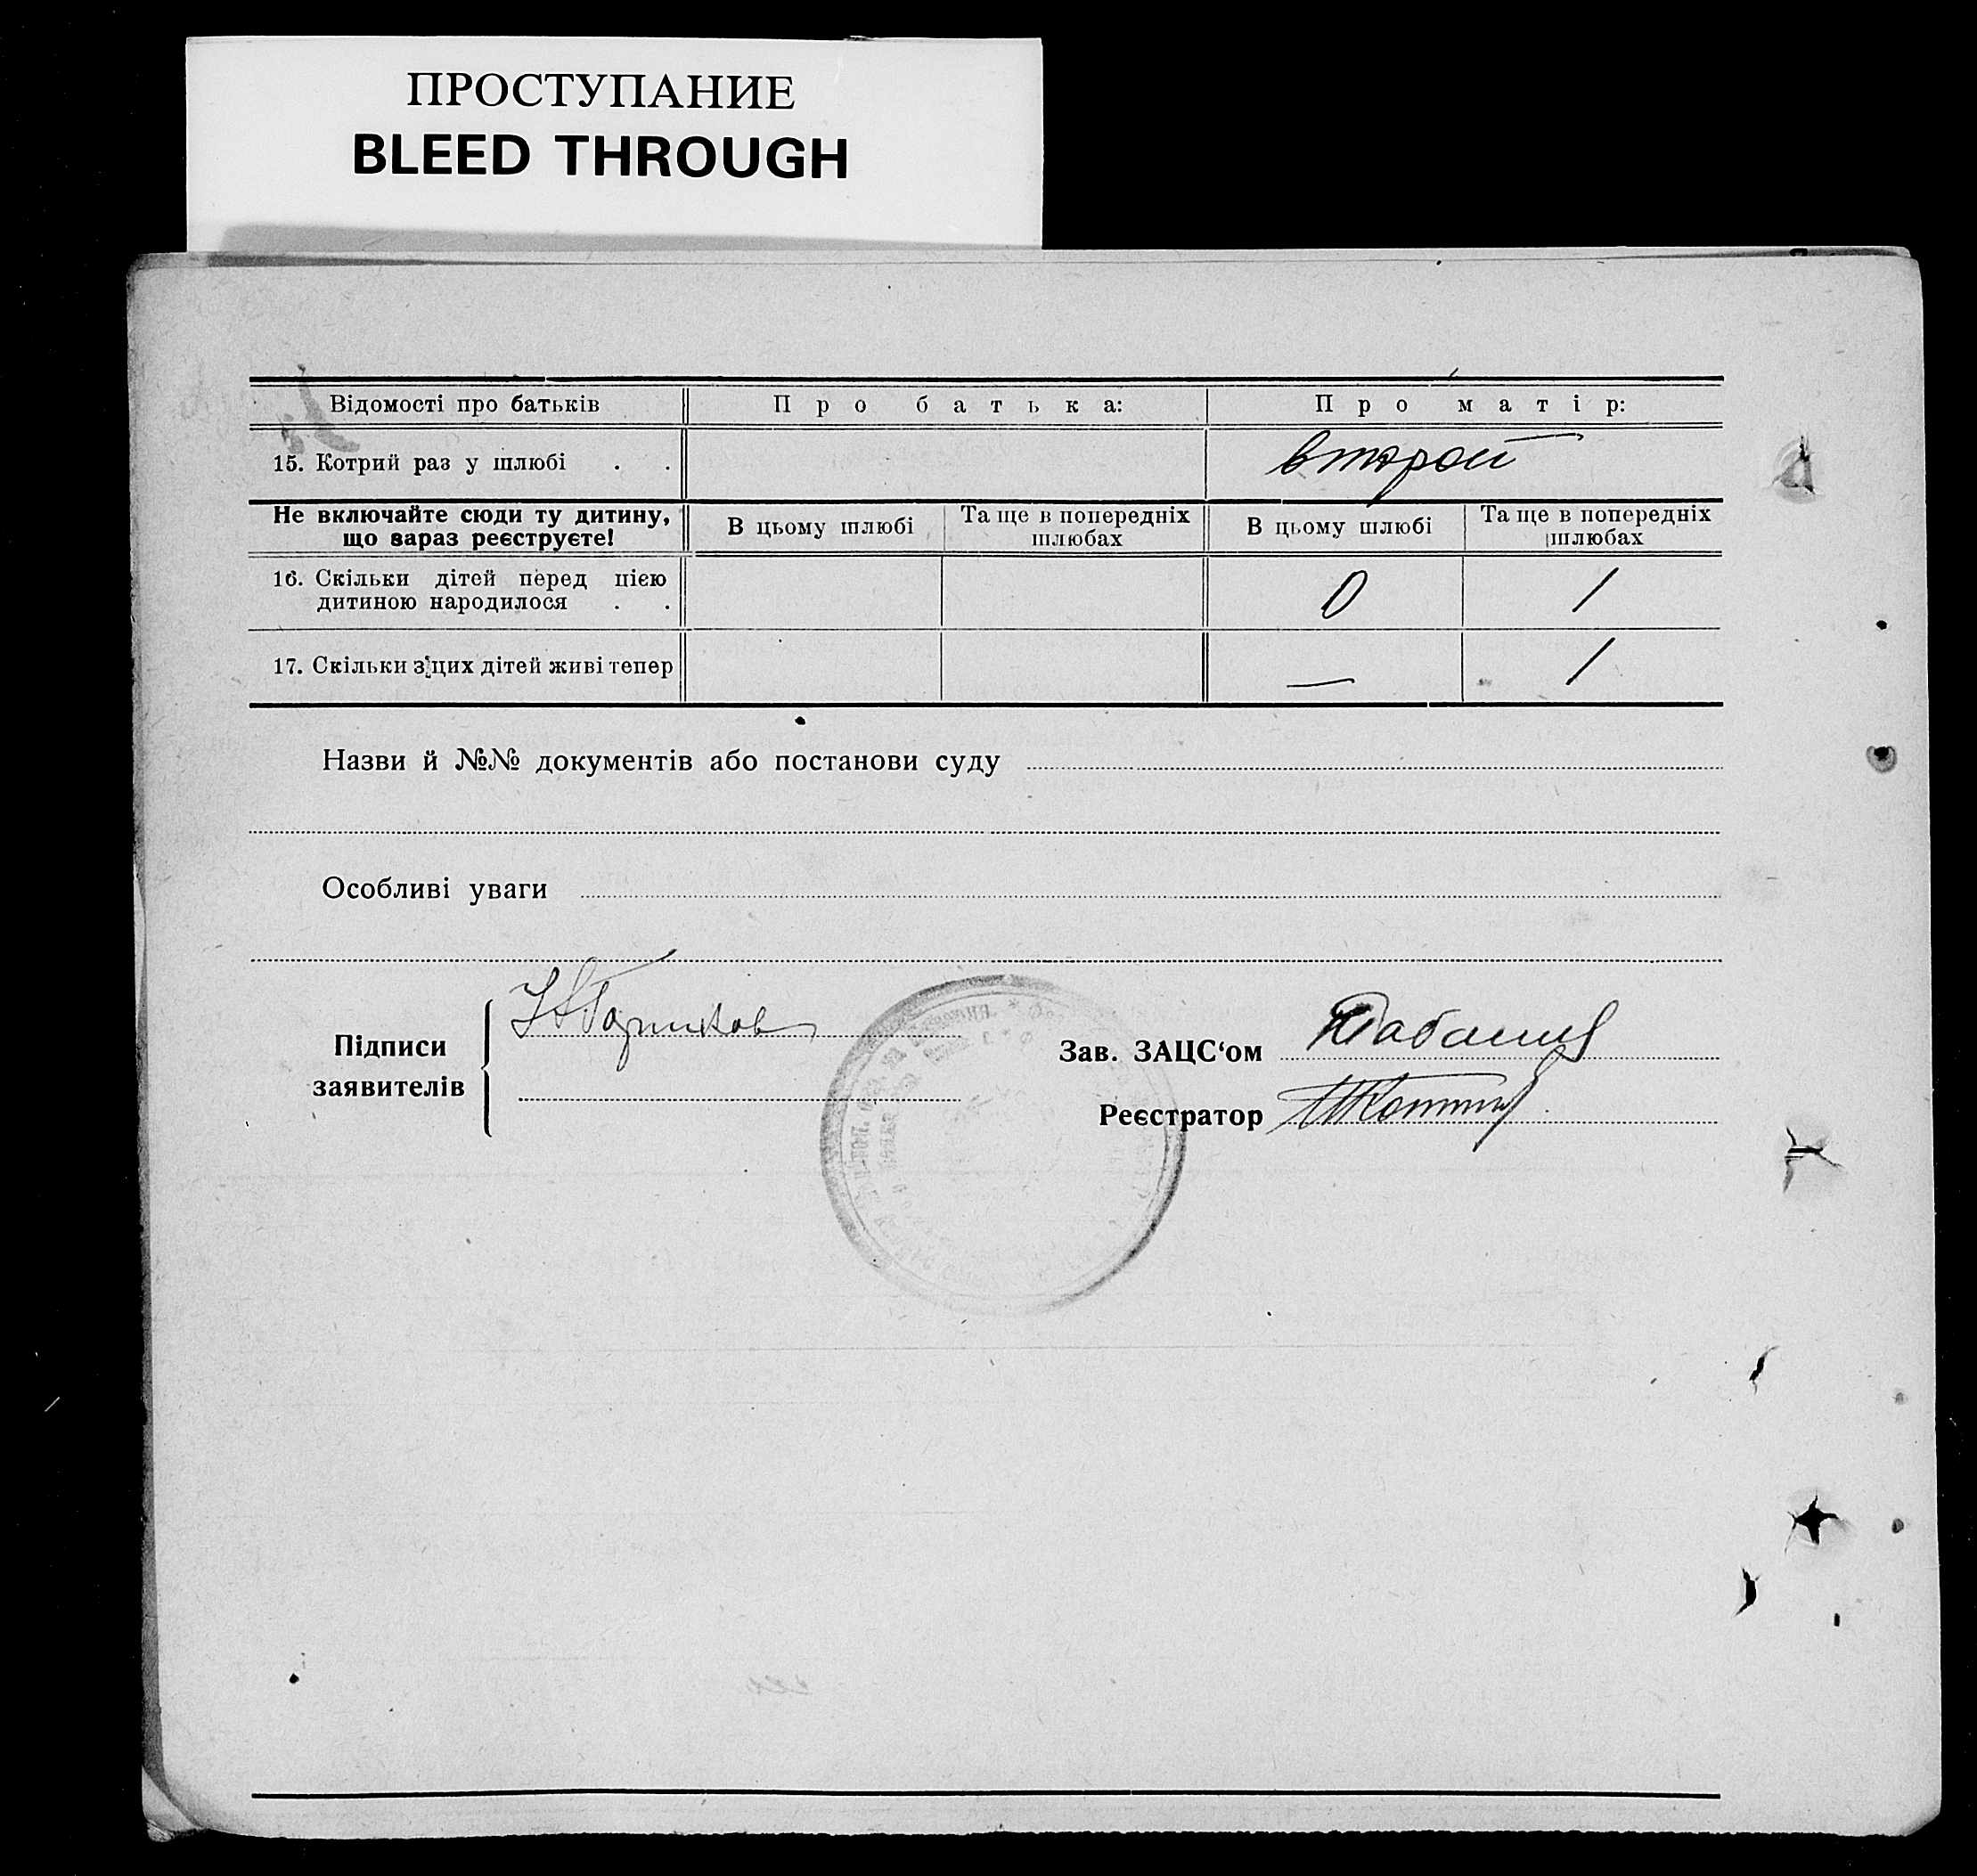 ПРОСТУПАНИЕ
BLEED THROUGH
Відомості про батьків
Про батька:
Про матір:
15. Котрий раз у шлюбі . .
второй
Не включайте сюди ту дитину,
що зараз реєструєте!
В цьому шлюбі
Та ще в попередніх
шлюбах
В цьому шлюбі
Та ще в попередніх
шлюбах
16. Скільки дітей перед цією
дитиною народилося . .
0
1
17. Скільки з цих дітей живі тепер
—
1
Назви й №№ документів або постанови суду
Особливі уваги
Підписи
заявителів
Зав. ЗАЦС‘ом
Реєстратор